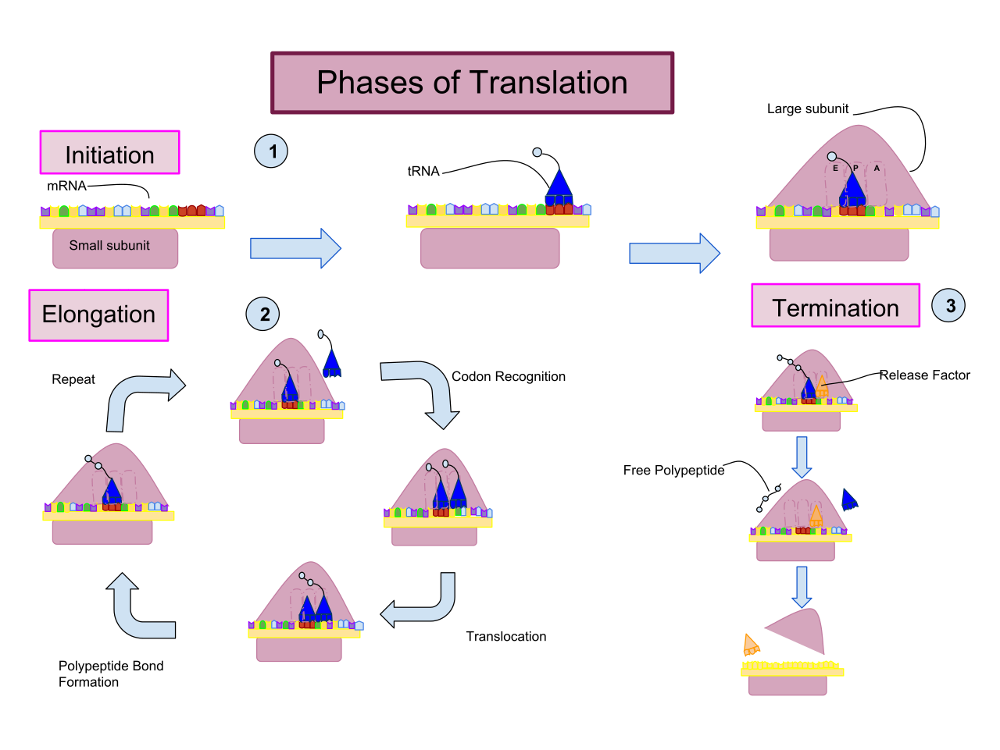 Phases of Translation
Initiation
1
mRNA
Small subunit
tRNA
Large subunit
E P A
Elongation
2
Repeat
Codon Recognition
Translocation
Polypeptide Bond
Formation
Termination
3
Release Factor
Free Polypeptide